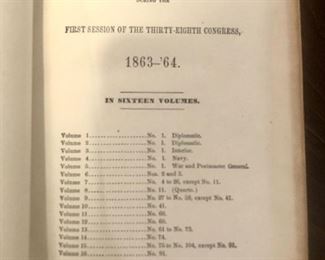 DURING THE
FIRST SESSION OF THE THIRTY-EIGHTH CONGRESS,
1863-'64.
IN SIXTEEN VOLUMES.
Volume 1 No. 1. Diplomatic.
Volume 2 No. 1. Diplomatic.
Volume 3 No. 1. Interior.
Volume 4 No. 1. Navy.
Volume 5 No. 1. War and Postmaster General.
Volume 6 Nos. 2 and 3.
Volume 7 No. 4 to 26, except No. 11.
Volume 8 No. 11. (Quarto.)
Volume 9 No. 27 to No. 59, except No. 41.
Volume 10 No. 41.
Volume 11 No. 60.
Volume 12 No. 60.
Volume 13 No. 61 to No. 73.
Volume 14 No. 74.
Volume 15 No. 75 to No. 104, except No. 91.
Volume 16 No. 91.